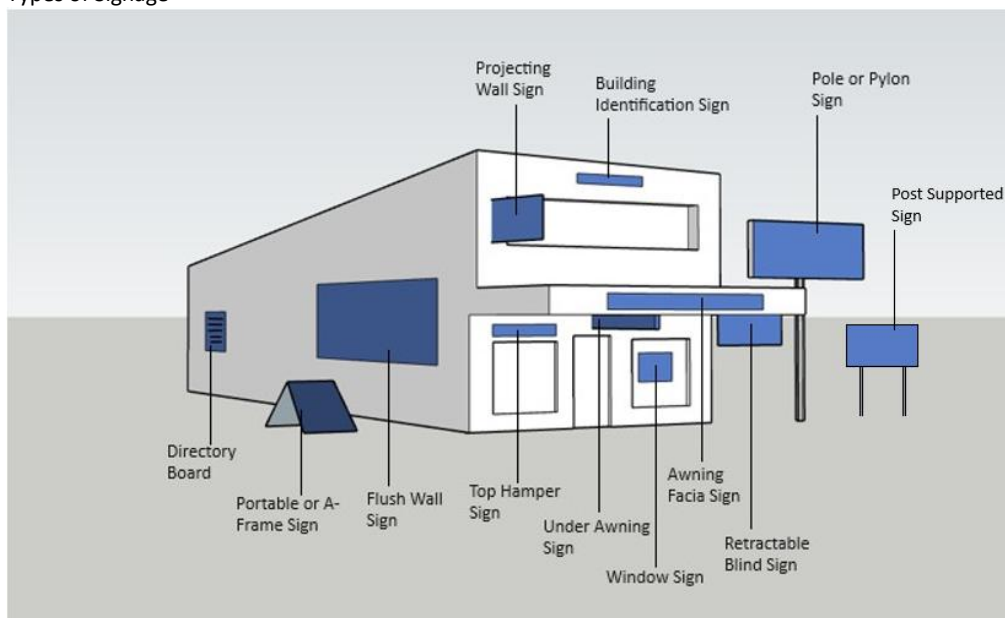 Types of Signage
Projecting
Wall Sign
Building
Identification Sign
Pole or Pylon
Sign
Post Supported
Sign
Directory
Board
Portable or A-
Frame Sign
Flush Wall
Sign
Top Hamper
Sign
Under Awning
Sign
Window Sign
Awning
Facia Sign
Retractable
Blind Sign